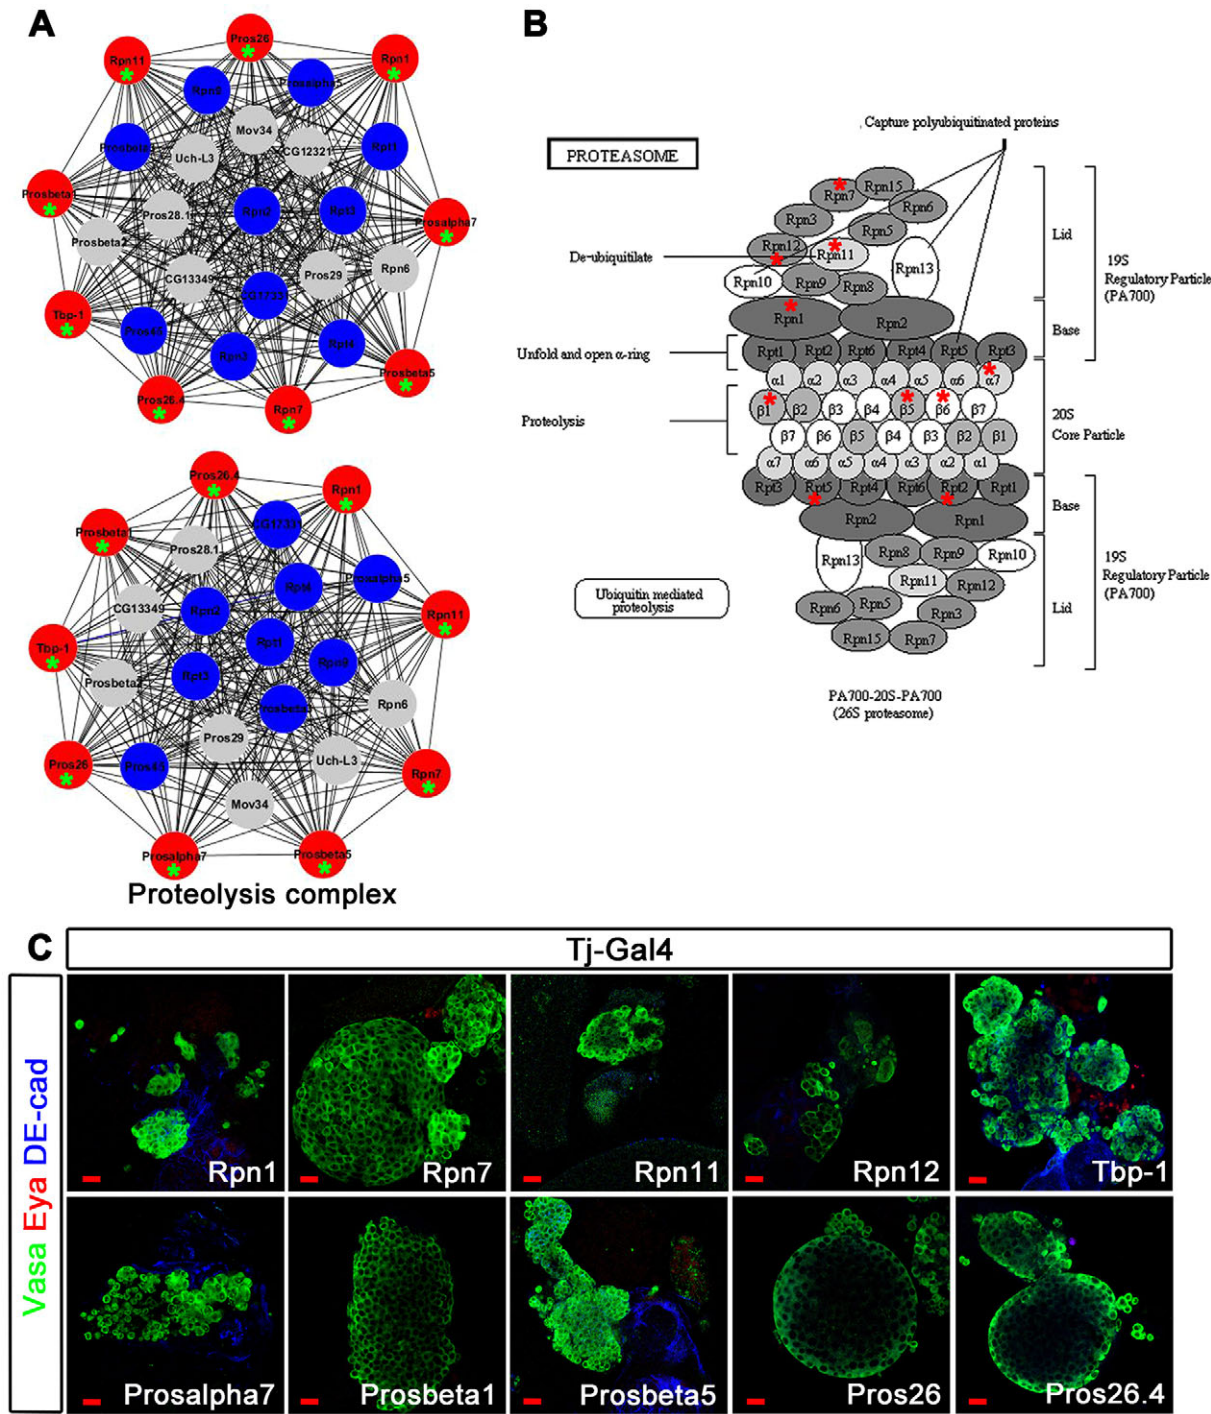 A
Pros26
Rpn11
Rpn1
Rpn9
Prosalpha5
Mov34
Uch-L3
CG12321
Rpt1
Prosbeta1
Pros28.1
Rpn2
Rpt3
Prosalpha7
Prosbeta2
CG13349
Pros29
Rpn6
CG17331
Tbp-1
Pros45
Rpn3
Rpt4
Prosbeta5
Pros26.4
Rpn7
Pros26.4
Rpn1
Prosbeta1
CG17331
Pros28.1
Rpt4
Prosalpha5
CG13349
Rpn2
Rpn11
Tbp-1
Rpt1
Rpn9
Prosbeta2
Rpt3
Rpn6
Pros29
Pros26
Pros45
Uch-L3
Rpn7
Mov34
Prosalpha7
Prosbeta5
Proteolysis complex
B
Capture polyubiquitinated proteins
PROTEASOME
Rpn7 Rpn15
Rpn3 Rpn6
Rpn5
De-ubiquitilate
Rpn12 Rpn11
Rpn13
Rpn10 Rpn9 Rpn8
Rpn1 Rpn2
Unfold and open α-ring
Rpt1 Rpt2 Rpt6 Rpt4 Rpt5 Rpt3
α1 α2 α3 α4 α5 α6 α7
Proteolysis
β1 β2 β3 β4 β5 β6 β7
β7 β6 β5 β4 β3 β2 β1
α7 α6 α5 α4 α3 α2 α1
Rpt3 Rpt5 Rpt4 Rpt6 Rpt2 Rpt1
Rpn2 Rpn1
Rpn13 Rpn8 Rpn9 Rpn10
Rpn11 Rpn12
Rpn6 Rpn5 Rpn3
Rpn15 Rpn7
Lid
Base
19S
Regulatory Particle
(PA700)
20S
Core Particle
Base
Lid
19S
Regulatory Particle
(PA700)
Ubiquitin mediated
proteolysis
PA700-20S-PA700
(26S proteasome)
C
Tj-Gal4
Vasa Eya DE-cad
Rpn1
Rpn7
Rpn11
Rpn12
Tbp-1
Prosalpha7
Prosbeta1
Prosbeta5
Pros26
Pros26.4